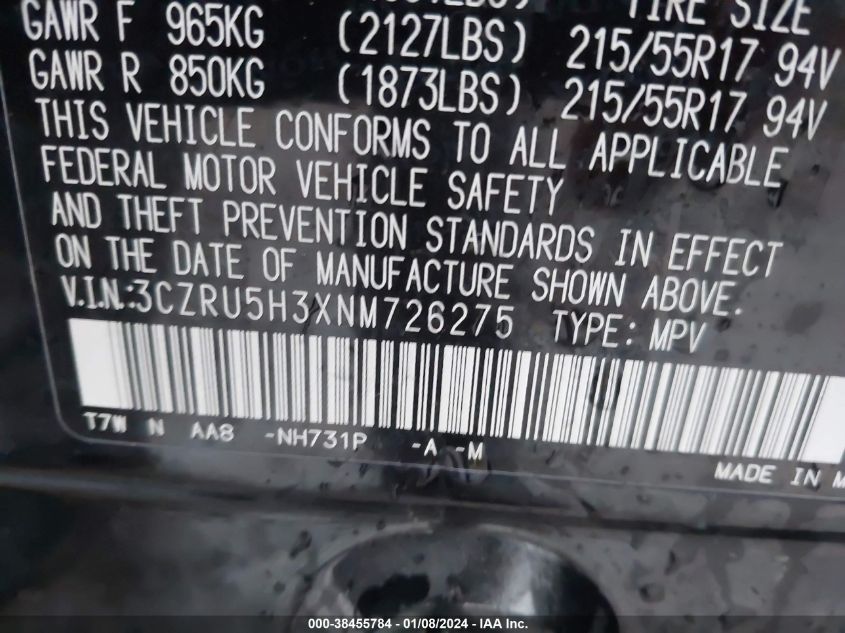 TIRE SIZE
GAWR F 965KG (2127LBS) 215/55R17 94V
GAWR R 850KG (1873LBS) 215/55R17 94V
THIS VEHICLE CONFORMS TO ALL APPLICABLE
FEDERAL MOTOR VEHICLE SAFETY
AND THEFT PREVENTION STANDARDS IN EFFECT
ON THE DATE OF MANUFACTURE SHOWN ABOVE.
V.I.N.:3CZRU5H3XNM726275 TYPE: MPV
T7W N AA8 -NH731P -A -M
MADE IN M
000-38455784 - 01/08/2024 - IAA Inc.